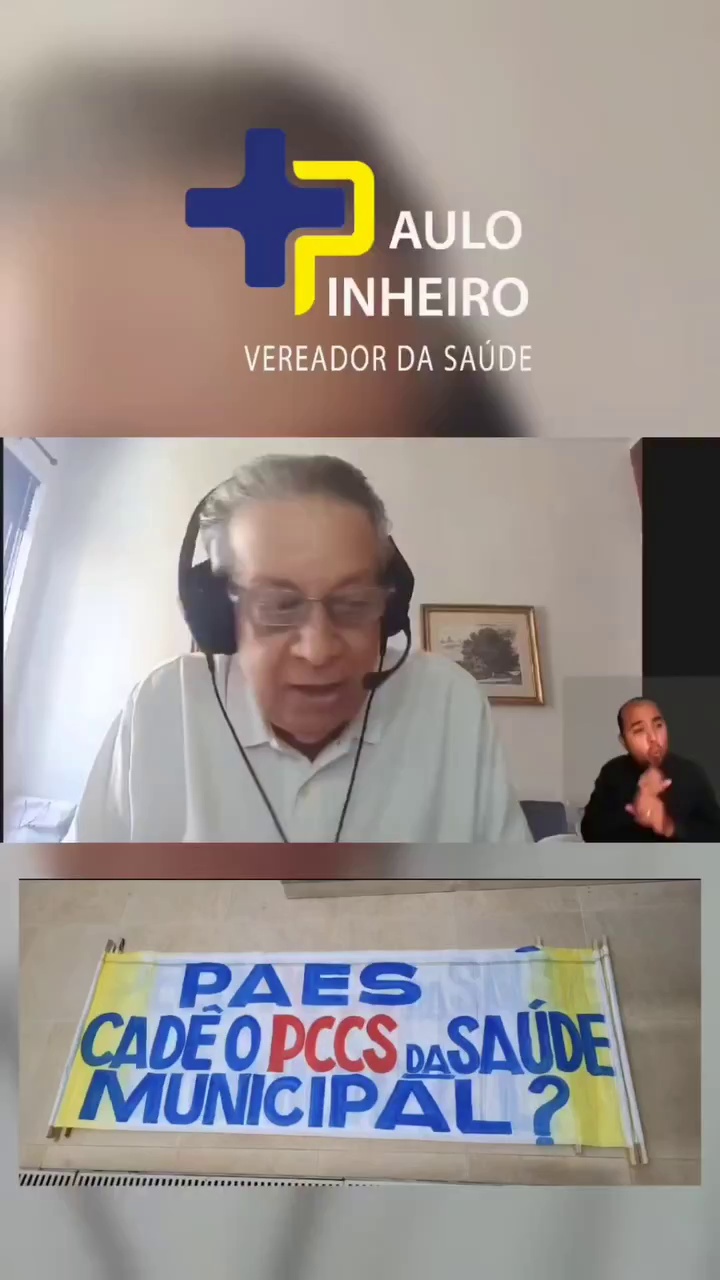 PAULO
PINHEIRO
VEREADOR DA SAÚDE
PAES
CADÊ O PCCS DA SAÚDE
MUNICIPAL ?